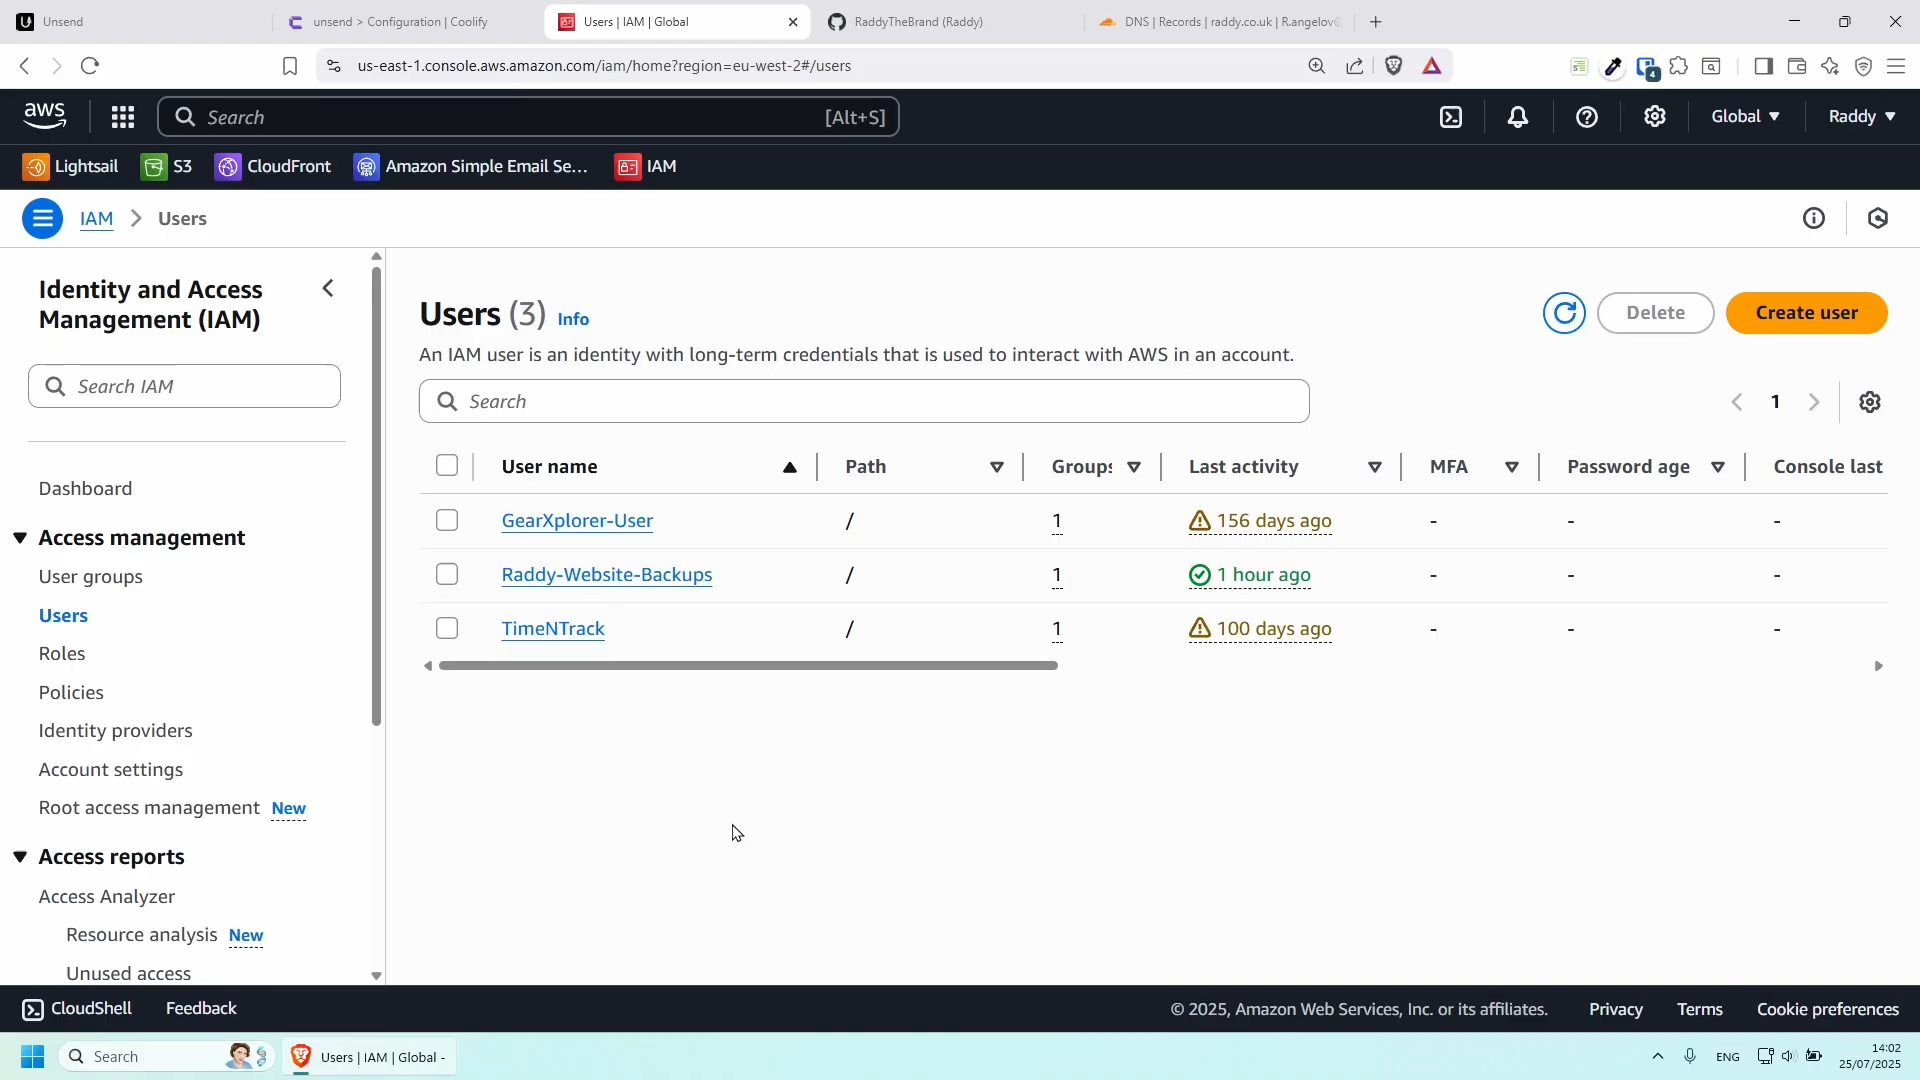 Unsend
unsend > Configuration | Coolify
Users | IAM | Global
RaddyTheBrand (Raddy)
DNS | Records | raddy.co.uk | R.angelov@
us-east-1.console.aws.amazon.com/iam/home?region=eu-west-2#/users
4
aws
Search
[Alt+S]
Global
Raddy
Lightsail
S3
CloudFront
Amazon Simple Email Se...
IAM
IAM
Users
Identity and Access
Management (IAM)
Search IAM
Dashboard
Access management
User groups
Users
Roles
Policies
Identity providers
Account settings
Root access management New
Access reports
Access Analyzer
Resource analysis New
Unused access
Users (3) Info
Delete
Create user
An IAM user is an identity with long-term credentials that is used to interact with AWS in an account.
Search
1
User name Path Groups Last activity MFA Password age Console last
GearXplorer-User / 1 156 days ago - - -
Raddy-Website-Backups / 1 1 hour ago - - -
TimeNTrack / 1 100 days ago - - -
CloudShell
Feedback
© 2025, Amazon Web Services, Inc. or its affiliates.
Privacy
Terms
Cookie preferences
Search
Users | IAM | Global -
ENG
14:02
25/07/2025